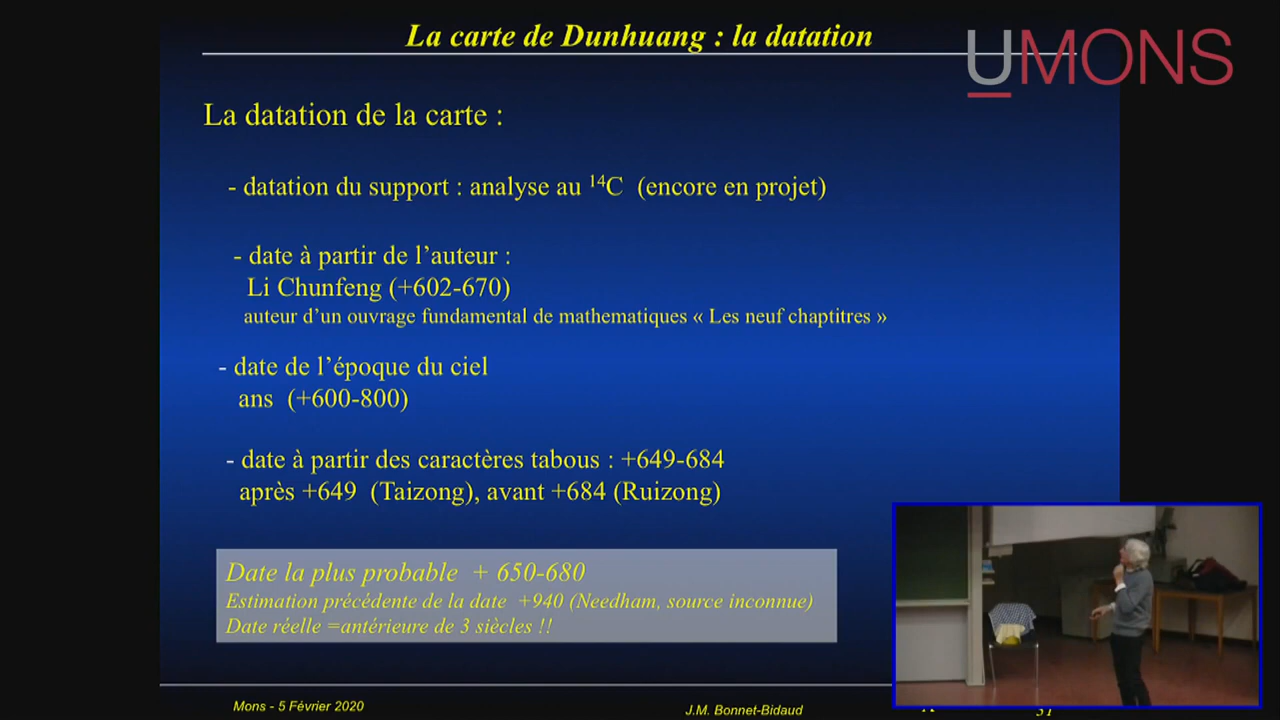 La carte de Dunhuang : la datation
UMONS
La datation de la carte :
- datation du support : analyse au ¹⁴C (encore en projet)
- date à partir de l’auteur :
Li Chunfeng (+602-670)
auteur d’un ouvrage fundamental de mathematiques « Les neuf chaptitres »
- date de l’époque du ciel
ans (+600-800)
- date à partir des caractères tabous : +649-684
après +649 (Taizong), avant +684 (Ruizong)
Date la plus probable + 650-680
Estimation précédente de la date +940 (Needham, source inconnue)
Date réelle =antérieure de 3 siècles !!
Mons - 5 Février 2020
J.M. Bonnet-Bidaud